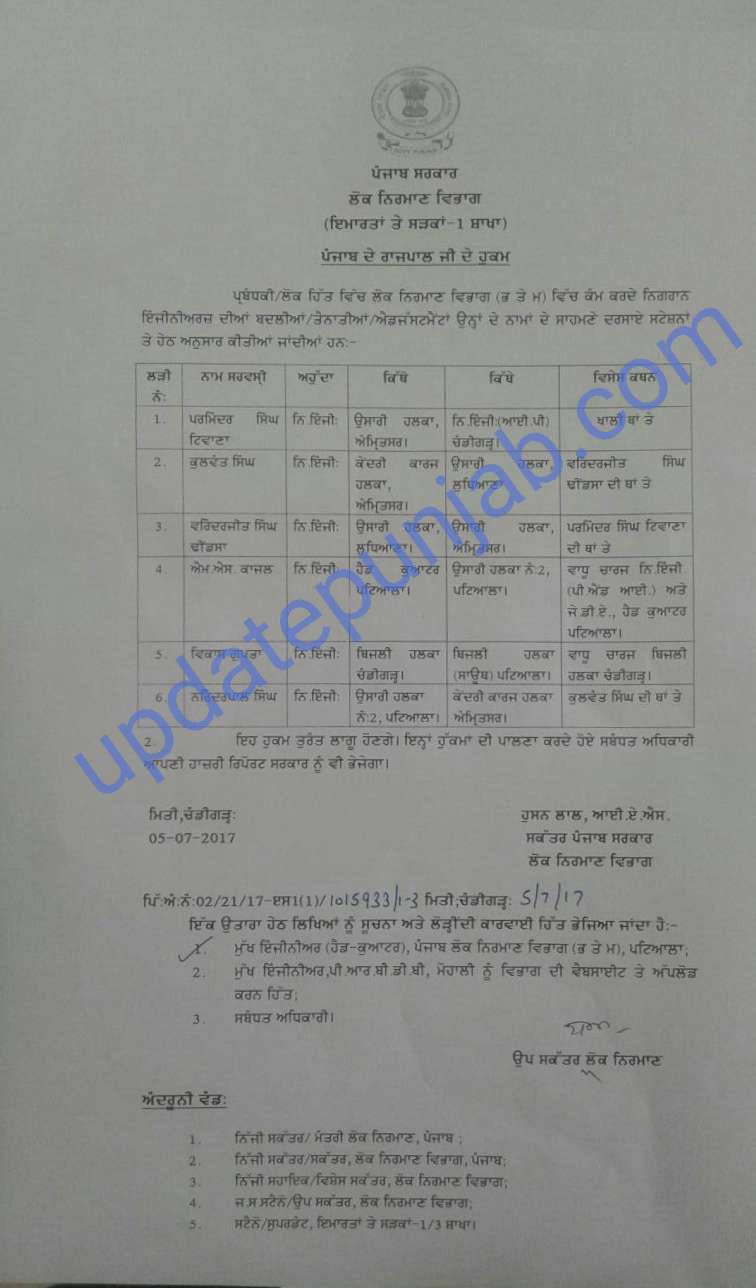 ਪੰਜਾਬ ਸਰਕਾਰ
ਲੋਕ ਨਿਰਮਾਣ ਵਿਭਾਗ
(ਇਮਾਰਤਾਂ ਤੇ ਸੜਕਾਂ-1 ਸ਼ਾਖਾ)
ਪੰਜਾਬ ਦੇ ਰਾਜਪਾਲ ਜੀ ਦੇ ਹੁਕਮ
ਪ੍ਰਬੰਧਕੀ/ਲੋਕ ਹਿੱਤ ਵਿੱਚ ਲੋਕ ਨਿਰਮਾਣ ਵਿਭਾਗ (ਭ ਤੇ ਮ) ਵਿੱਚ ਕੰਮ ਕਰਦੇ ਨਿਗਰਾਨ
ਇੰਜੀਨੀਅਰਜ਼ ਦੀਆਂ ਬਦਲੀਆਂ/ਤੈਨਾਤੀਆਂ/ਐਡਜੱਸਟਮੈਂਟਾਂ ਉਨ੍ਹਾਂ ਦੇ ਨਾਮਾਂ ਦੇ ਸਾਹਮਣੇ ਦਰਸਾਏ ਸਟੇਸ਼ਨਾਂ
ਤੇ ਹੇਠ ਅਨੁਸਾਰ ਕੀਤੀਆਂ ਜਾਂਦੀਆਂ ਹਨ:-
ਲੜੀ ਨਾਮ ਸਰਵਸ੍ਰੀ ਅਹੁੱਦਾ ਕਿੱਥੋਂ ਕਿੱਥੇ ਵਿਸੇਸ਼ ਕਥਨ
ਨੰ:
1. ਪਰਮਿੰਦਰ ਸਿੰਘ ਨਿ.ਇੰਜੀ: ਉਸਾਰੀ ਹਲਕਾ, ਨਿ.ਇੰਜੀ:(ਆਈ.ਪੀ) ਖਾਲੀ ਥਾਂ ਤੇ
ਟਿਵਾਣਾ ਅੰਮ੍ਰਿਤਸਰ। ਚੰਡੀਗੜ੍ਹ।
2. ਕੁਲਵੰਤ ਸਿੰਘ ਨਿ.ਇੰਜੀ: ਕੇਂਦਰੀ ਕਾਰਜ ਉਸਾਰੀ ਹਲਕਾ, ਵਰਿੰਦਰਜੀਤ ਸਿੰਘ
ਹਲਕਾ, ਲੁਧਿਆਣਾ ਢੀਂਡਸਾ ਦੀ ਥਾਂ ਤੇ
ਅੰਮ੍ਰਿਤਸਰ।
3. ਵਰਿੰਦਰਜੀਤ ਸਿੰਘ ਨਿ.ਇੰਜੀ: ਉਸਾਰੀ ਹਲਕਾ, ਉਸਾਰੀ ਹਲਕਾ, ਪਰਮਿੰਦਰ ਸਿੰਘ ਟਿਵਾਣਾ
ਢੀਂਡਸਾ ਲੁਧਿਆਣਾ। ਅੰਮ੍ਰਿਤਸਰ। ਦੀ ਥਾਂ ਤੇ
4. ਐਮ.ਐਸ. ਕਾਜਲ ਨਿ.ਇੰਜੀ: ਹੈਡ ਕੁਆਟਰ ਉਸਾਰੀ ਹਲਕਾ ਨੰ:2, ਵਾਧੂ ਚਾਰਜ ਨਿ.ਇੰਜੀ.
ਪਟਿਆਲਾ। ਪਟਿਆਲਾ। (ਪੀ.ਐਂਡ ਆਈ.) ਅਤੇ
ਜੇ.ਡੀ.ਏ., ਹੈਡ ਕੁਆਟਰ
ਪਟਿਆਲਾ।
5. ਵਿਕਾਸ ਗੁਪਤਾ ਨਿ.ਇੰਜੀ: ਬਿਜਲੀ ਹਲਕਾ ਬਿਜਲੀ ਹਲਕਾ ਵਾਧੂ ਚਾਰਜ ਬਿਜਲੀ
ਚੰਡੀਗੜ੍ਹ। (ਸਾਊਥ) ਪਟਿਆਲਾ। ਹਲਕਾ ਚੰਡੀਗੜ੍ਹ।
6. ਨਰਿੰਦਰਪਾਲ ਸਿੰਘ ਨਿ.ਇੰਜੀ: ਉਸਾਰੀ ਹਲਕਾ ਕੇਂਦਰੀ ਕਾਰਜ ਹਲਕਾ ਕੁਲਵੰਤ ਸਿੰਘ ਦੀ ਥਾਂ ਤੇ
ਨੰ:2, ਪਟਿਆਲਾ। ਅੰਮ੍ਰਿਤਸਰ।
2. ਇਹ ਹੁਕਮ ਤੁਰੰਤ ਲਾਗੂ ਹੋਣਗੇ। ਇਨ੍ਹਾਂ ਹੁੱਕਮਾਂ ਦੀ ਪਾਲਣਾ ਕਰਦੇ ਹੋਏ ਸਬੰਧਤ ਅਧਿਕਾਰੀ
ਆਪਣੀ ਹਾਜ਼ਰੀ ਰਿਪੋਰਟ ਸਰਕਾਰ ਨੂੰ ਵੀ ਭੇਜੇਗਾ।
updatepunjab.com
ਮਿਤੀ,ਚੰਡੀਗੜ੍ਹ: ਹੁਸਨ ਲਾਲ, ਆਈ.ਏ.ਐਸ.
05-07-2017 ਸਕੱਤਰ ਪੰਜਾਬ ਸਰਕਾਰ
ਲੋਕ ਨਿਰਮਾਣ ਵਿਭਾਗ
ਪਿੱ:ਅੰ:ਨੰ:02/21/17-ਇਸ1(1)/1015933/1-3 ਮਿਤੀ,ਚੰਡੀਗੜ੍ਹ: 5/7/17
ਇੱਕ ਉਤਾਰਾ ਹੇਠ ਲਿਖਿਆਂ ਨੂੰ ਸੂਚਨਾ ਅਤੇ ਲੋੜੀਂਦੀ ਕਾਰਵਾਈ ਹਿੱਤ ਭੇਜਿਆ ਜਾਂਦਾ ਹੈ:-
1. ਮੁੱਖ ਇੰਜੀਨੀਅਰ (ਹੈਡ-ਕੁਆਟਰ), ਪੰਜਾਬ ਲੋਕ ਨਿਰਮਾਣ ਵਿਭਾਗ (ਭ ਤੇ ਮ), ਪਟਿਆਲਾ;
2. ਮੁੱਖ ਇੰਜੀਨੀਅਰ,ਪੀ.ਆਰ.ਬੀ.ਡੀ.ਬੀ, ਮੋਹਾਲੀ ਨੂੰ ਵਿਭਾਗ ਦੀ ਵੈਬਸਾਈਟ ਤੇ ਅੱਪਲੋਡ
ਕਰਨ ਹਿੱਤ;
3. ਸਬੰਧਤ ਅਧਿਕਾਰੀ।
ਉਪ ਸਕੱਤਰ ਲੋਕ ਨਿਰਮਾਣ
ਅੰਦਰੂਨੀ ਵੰਡ:
1. ਨਿੱਜੀ ਸਕੱਤਰ/ ਮੰਤਰੀ ਲੋਕ ਨਿਰਮਾਣ, ਪੰਜਾਬ ;
2. ਨਿੱਜੀ ਸਕੱਤਰ/ਸਕੱਤਰ, ਲੋਕ ਨਿਰਮਾਣ ਵਿਭਾਗ, ਪੰਜਾਬ;
3. ਨਿੱਜੀ ਸਹਾਇਕ/ਵਿਸ਼ੇਸ ਸਕੱਤਰ, ਲੋਕ ਨਿਰਮਾਣ ਵਿਭਾਗ;
4. ਜ.ਸ.ਸਟੈਨੋ/ਉਪ ਸਕੱਤਰ, ਲੋਕ ਨਿਰਮਾਣ ਵਿਭਾਗ;
5. ਸਟੈਨੋ/ਸੁਪਰਡੰਟ, ਇਮਾਰਤਾਂ ਤੇ ਸੜਕਾਂ-1/3 ਸ਼ਾਖਾ।